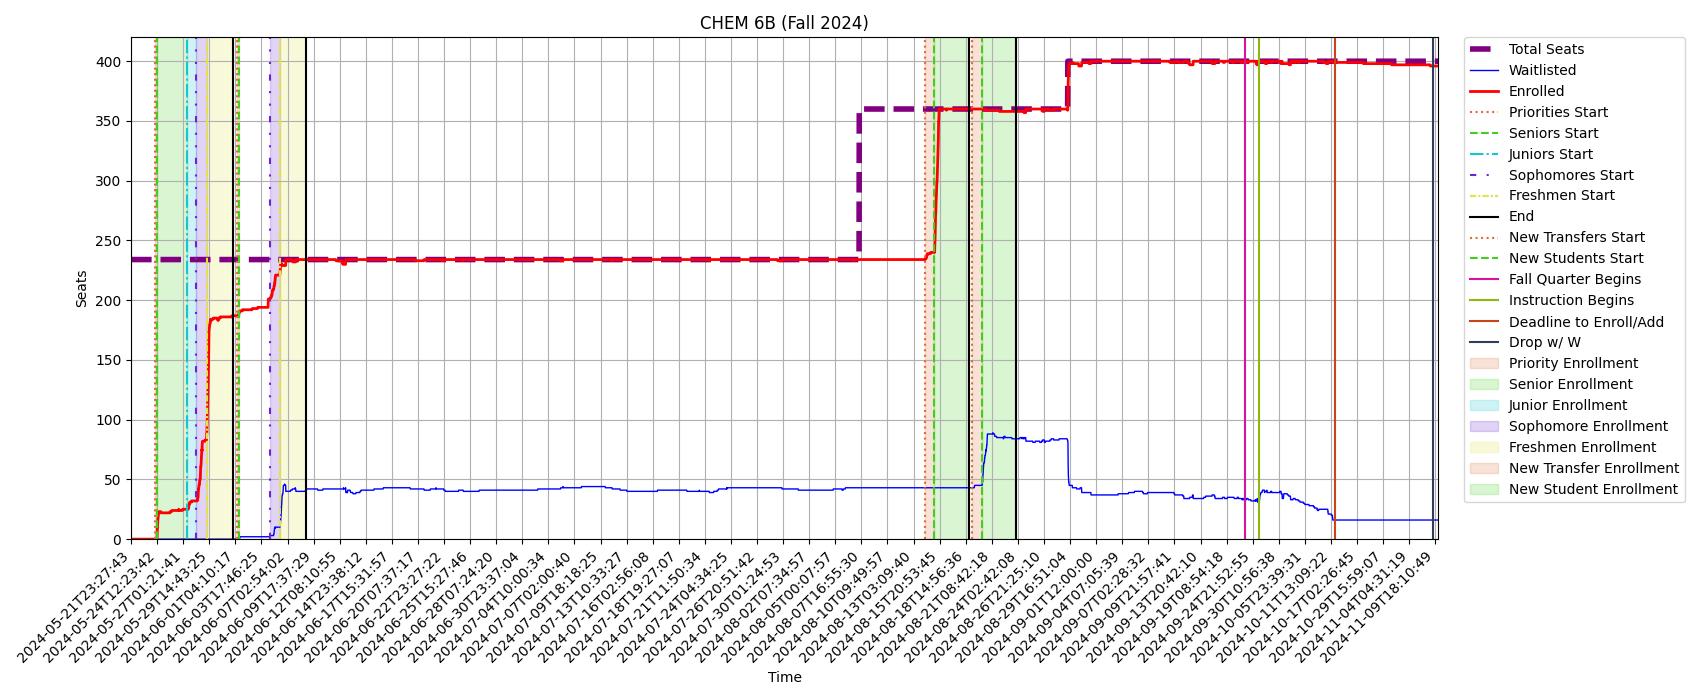 CHEM 6B (Fall 2024)
Seats
400
350
300
250
200
150
100
50
0
2024-05-21T23:27:43
2024-05-24T12:23:42
2024-05-27T01:21:41
2024-05-29T14:43:25
2024-06-01T04:10:17
2024-06-03T17:46:25
2024-06-07T02:54:02
2024-06-09T17:37:29
2024-06-12T08:10:55
2024-06-14T23:38:12
2024-06-17T15:31:57
2024-06-20T07:37:17
2024-06-22T23:27:22
2024-06-25T15:27:46
2024-06-28T07:24:20
2024-06-30T23:37:04
2024-07-04T10:00:34
2024-07-07T02:00:40
2024-07-09T18:18:25
2024-07-13T10:33:27
2024-07-16T02:56:09
2024-07-18T19:27:07
2024-07-21T11:50:34
2024-07-24T04:34:25
2024-07-26T20:51:42
2024-07-30T01:24:53
2024-08-02T07:34:57
2024-08-05T00:07:57
2024-08-07T16:55:30
2024-08-10T09:49:57
2024-08-13T03:09:40
2024-08-15T20:53:45
2024-08-18T14:56:36
2024-08-21T08:42:18
2024-08-24T02:42:08
2024-08-26T21:25:10
2024-08-29T16:51:04
2024-09-01T12:00:00
2024-09-04T07:05:39
2024-09-07T02:28:32
2024-09-09T21:57:41
2024-09-13T20:42:10
2024-09-19T08:54:18
2024-09-24T21:52:55
2024-09-30T10:56:38
2024-10-05T23:39:31
2024-10-11T13:09:22
2024-10-17T02:26:45
2024-10-29T15:59:07
2024-11-04T04:31:19
2024-11-09T18:10:49
Time
Total Seats
Waitlisted
Enrolled
Priorities Start
Seniors Start
Juniors Start
Sophomores Start
Freshmen Start
End
New Transfers Start
New Students Start
Fall Quarter Begins
Instruction Begins
Deadline to Enroll/Add
Drop w/ W
Priority Enrollment
Senior Enrollment
Junior Enrollment
Sophomore Enrollment
Freshmen Enrollment
New Transfer Enrollment
New Student Enrollment